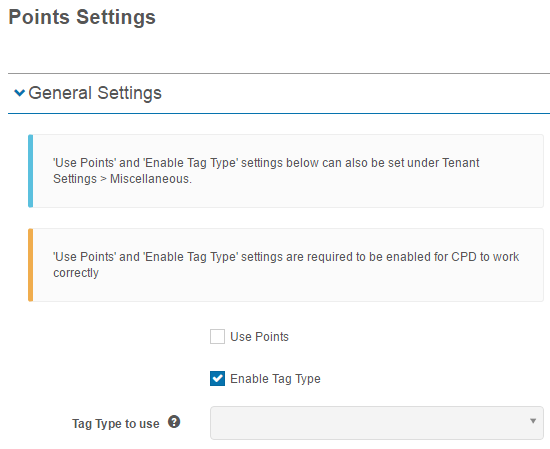 Points Settings
General Settings
'Use Points' and 'Enable Tag Type' settings below can also be set under Tenant
Settings > Miscellaneous.
'Use Points' and 'Enable Tag Type' settings are required to be enabled for CPD to work
correctly
Use Points
Enable Tag Type
Tag Type to use ?